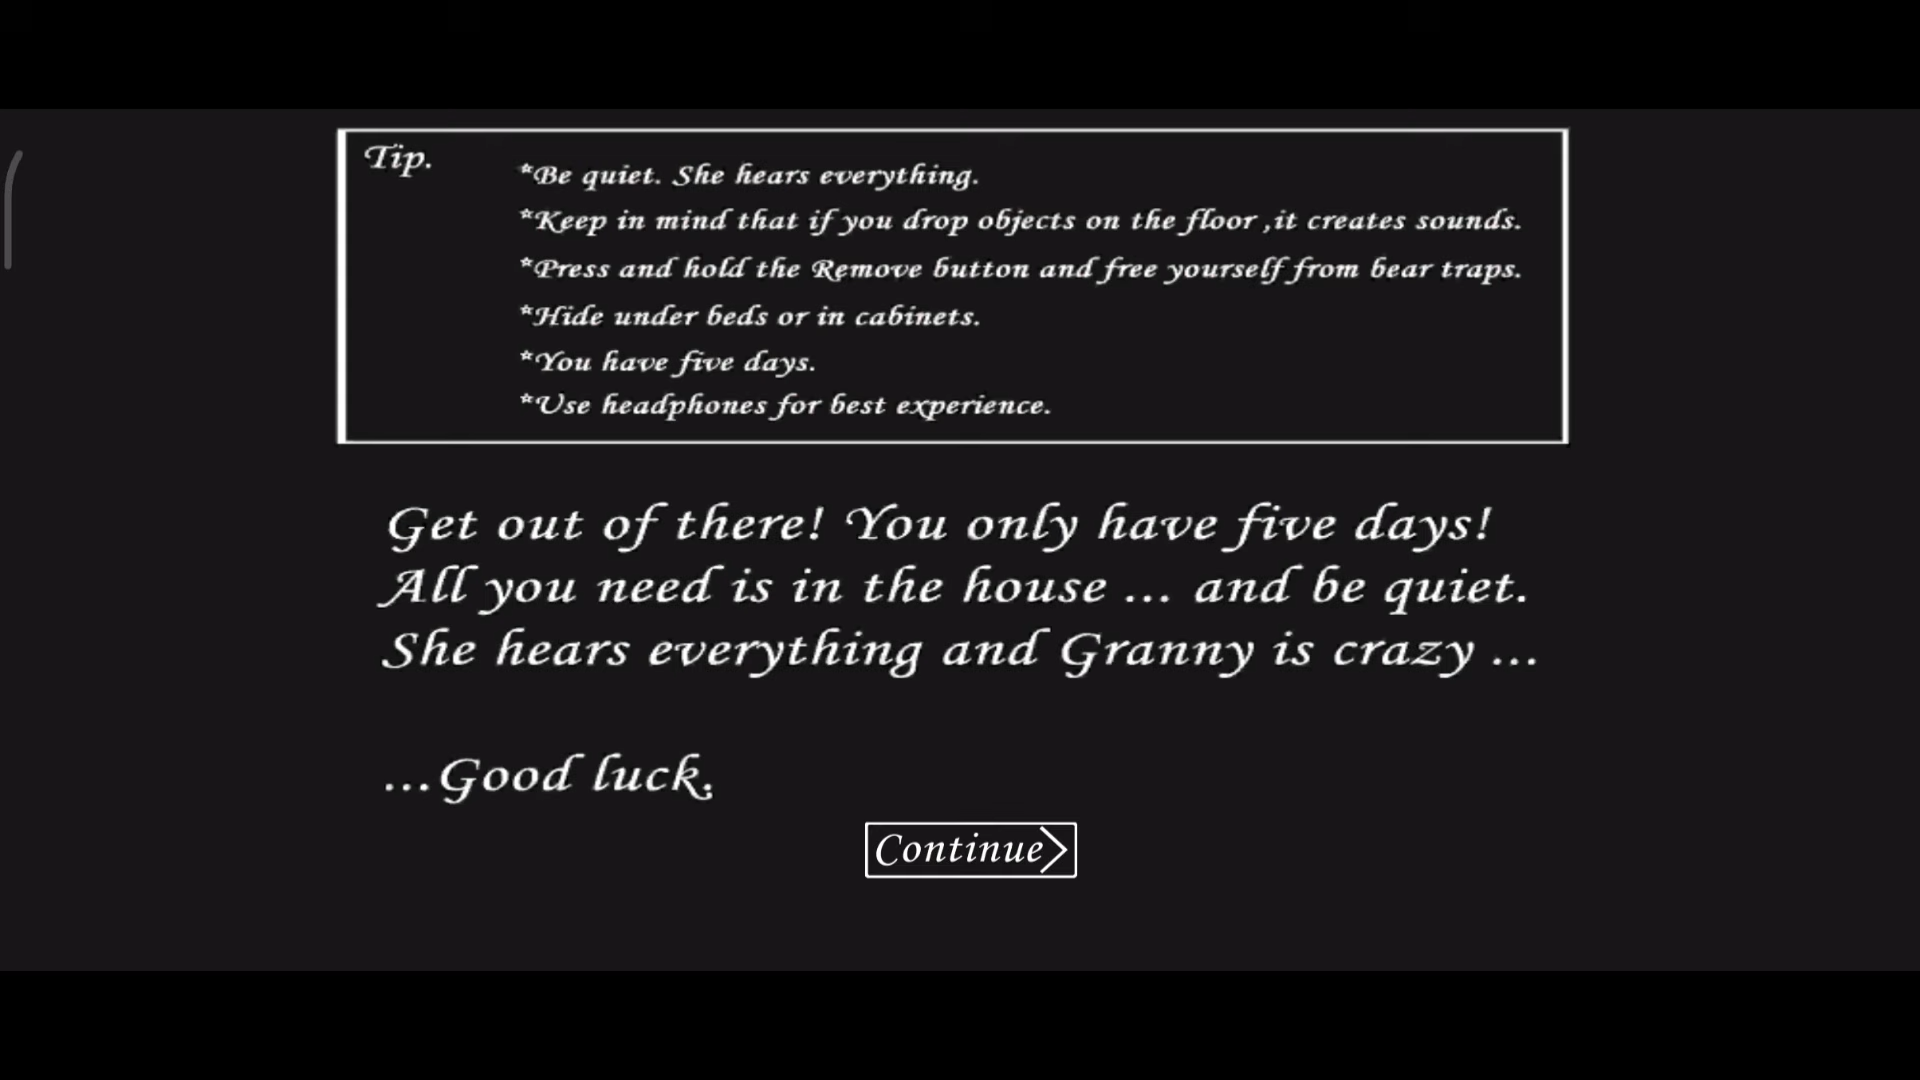 Tip.
*Be quiet. She hears everything.
*Keep in mind that if you drop objects on the floor ,it creates sounds.
*Press and hold the Remove button and free yourself from bear traps.
*Hide under beds or in cabinets.
*You have five days.
*Use headphones for best experience.
Get out of there! You only have five days!
All you need is in the house ... and be quiet.
She hears everything and Granny is crazy ...
...Good luck.
Continue